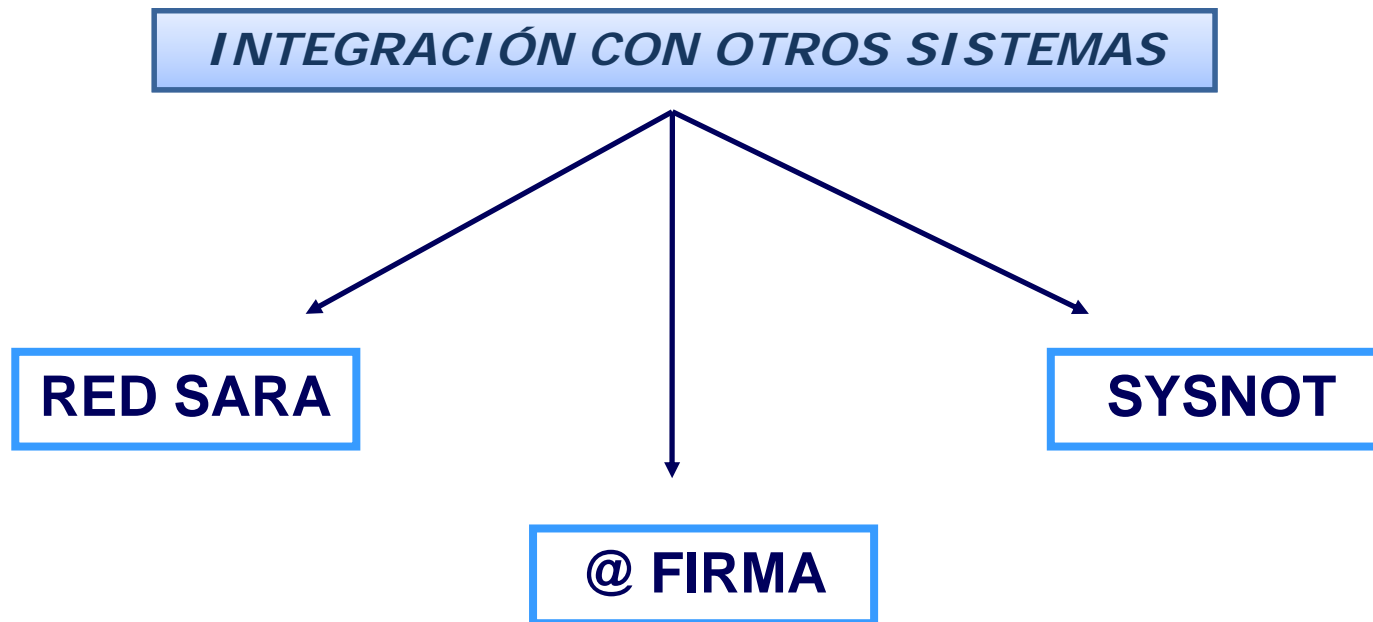 INTEGRACIÓN CON OTROS SISTEMAS
RED SARA
SYSNOT
@ FIRMA